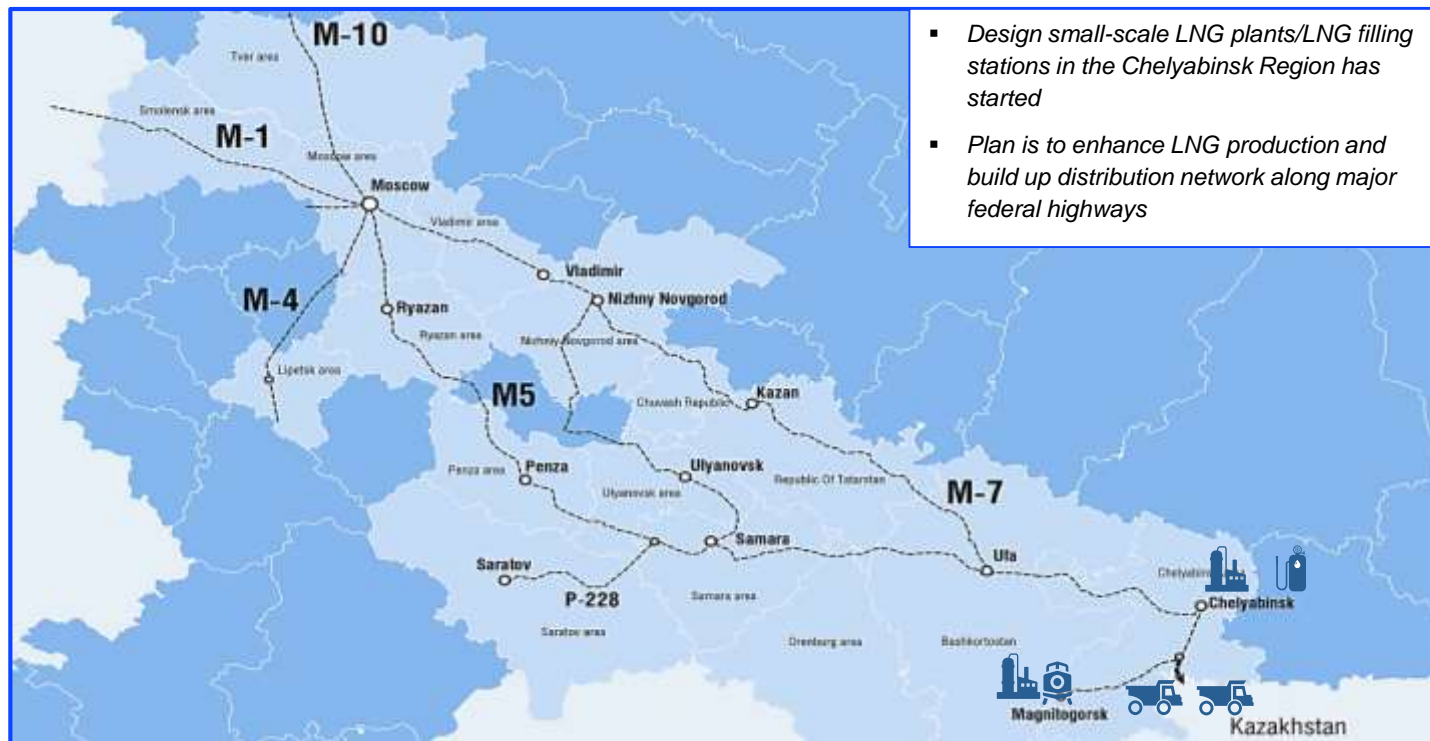 M-10
Tver area
▪ Design small-scale LNG plants/LNG filling
stations in the Chelyabinsk Region has
started
▪ Plan is to enhance LNG production and
build up distribution network along major
federal highways
Smolensk area
M-1
Moscow area
Moscow
Vladimir area
Vladimir
M-4
Nizhny Novgorod
Ryazan
Ryazan area
Nizhniy-Novgorod area
Lipetsk area
M5
Chuvash Republic
Kazan
Penza area
Penza
Ulyanovsk
Ulyanovsk area
Republic Of Tatarntan
M-7
Samara
Saratov
Ula
P-228
Samara area
Chelyabinsk
Saratov area
Orenburg area
Bashkortostan
Magnitogorsk
Kazakhstan